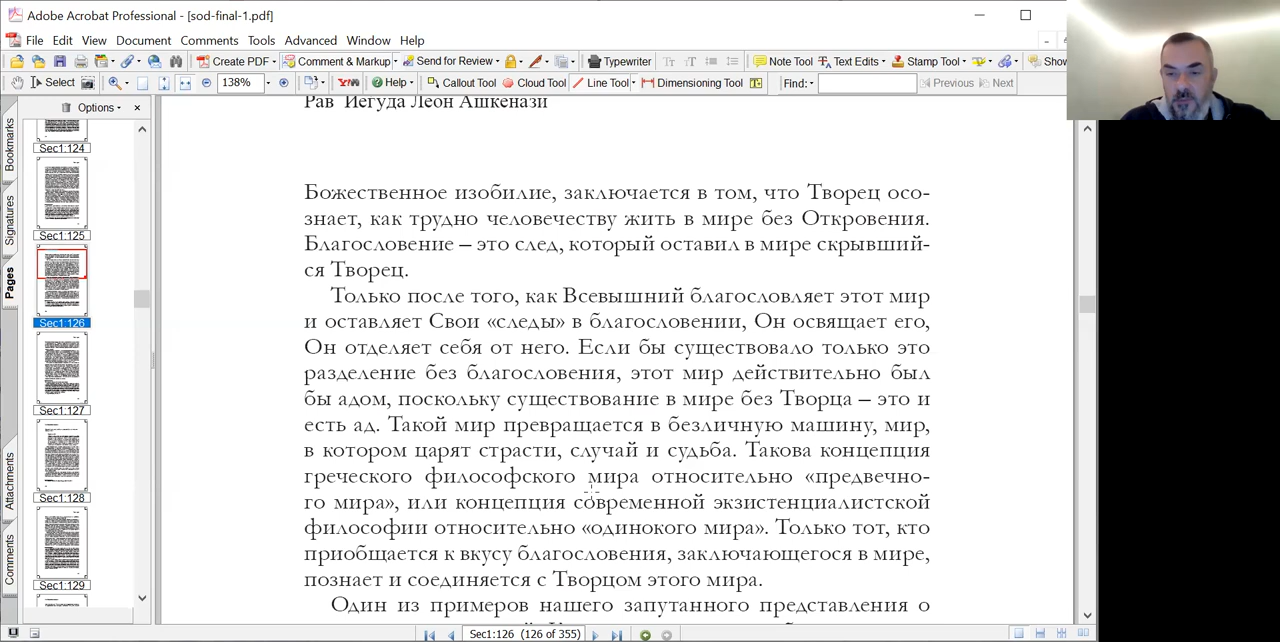 Adobe Acrobat Professional - [sod-final-1.pdf]
File Edit View Document Comments Tools Advanced Window Help
Create PDF Comment & Markup Send for Review Typewriter Note Tool Text Edits Stamp Tool Show
Select 138% Y!! Help Callout Tool Cloud Tool Line Tool Dimensioning Tool Find: Previous Next
Options
Bookmarks
Signatures
Pages
Attachments
Comments
Sec1:124
Sec1:125
Sec1:126
Sec1:127
Sec1:128
Sec1:129
Рав Йегуда Леон Ашкенази
Божественное изобилие, заключается в том, что Творец осо-
знает, как трудно человечеству жить в мире без Откровения.
Благословение – это след, который оставил в мире скрывший-
ся Творец.
Только после того, как Всевышний благословляет этот мир
и оставляет Свои «следы» в благословении, Он освящает его,
Он отделяет себя от него. Если бы существовало только это
разделение без благословения, этот мир действительно был
бы адом, поскольку существование в мире без Творца – это и
есть ад. Такой мир превращается в безличную машину, мир,
в котором царят страсти, случай и судьба. Такова концепция
греческого философского мира относительно «предвечно-
го мира», или концепция современной экзистенциалистской
философии относительно «одинокого мира». Только тот, кто
приобщается к вкусу благословения, заключающегося в мире,
познает и соединяется с Творцом этого мира.
Один из примеров нашего запутанного представления о
Sec1:126 (126 of 355)